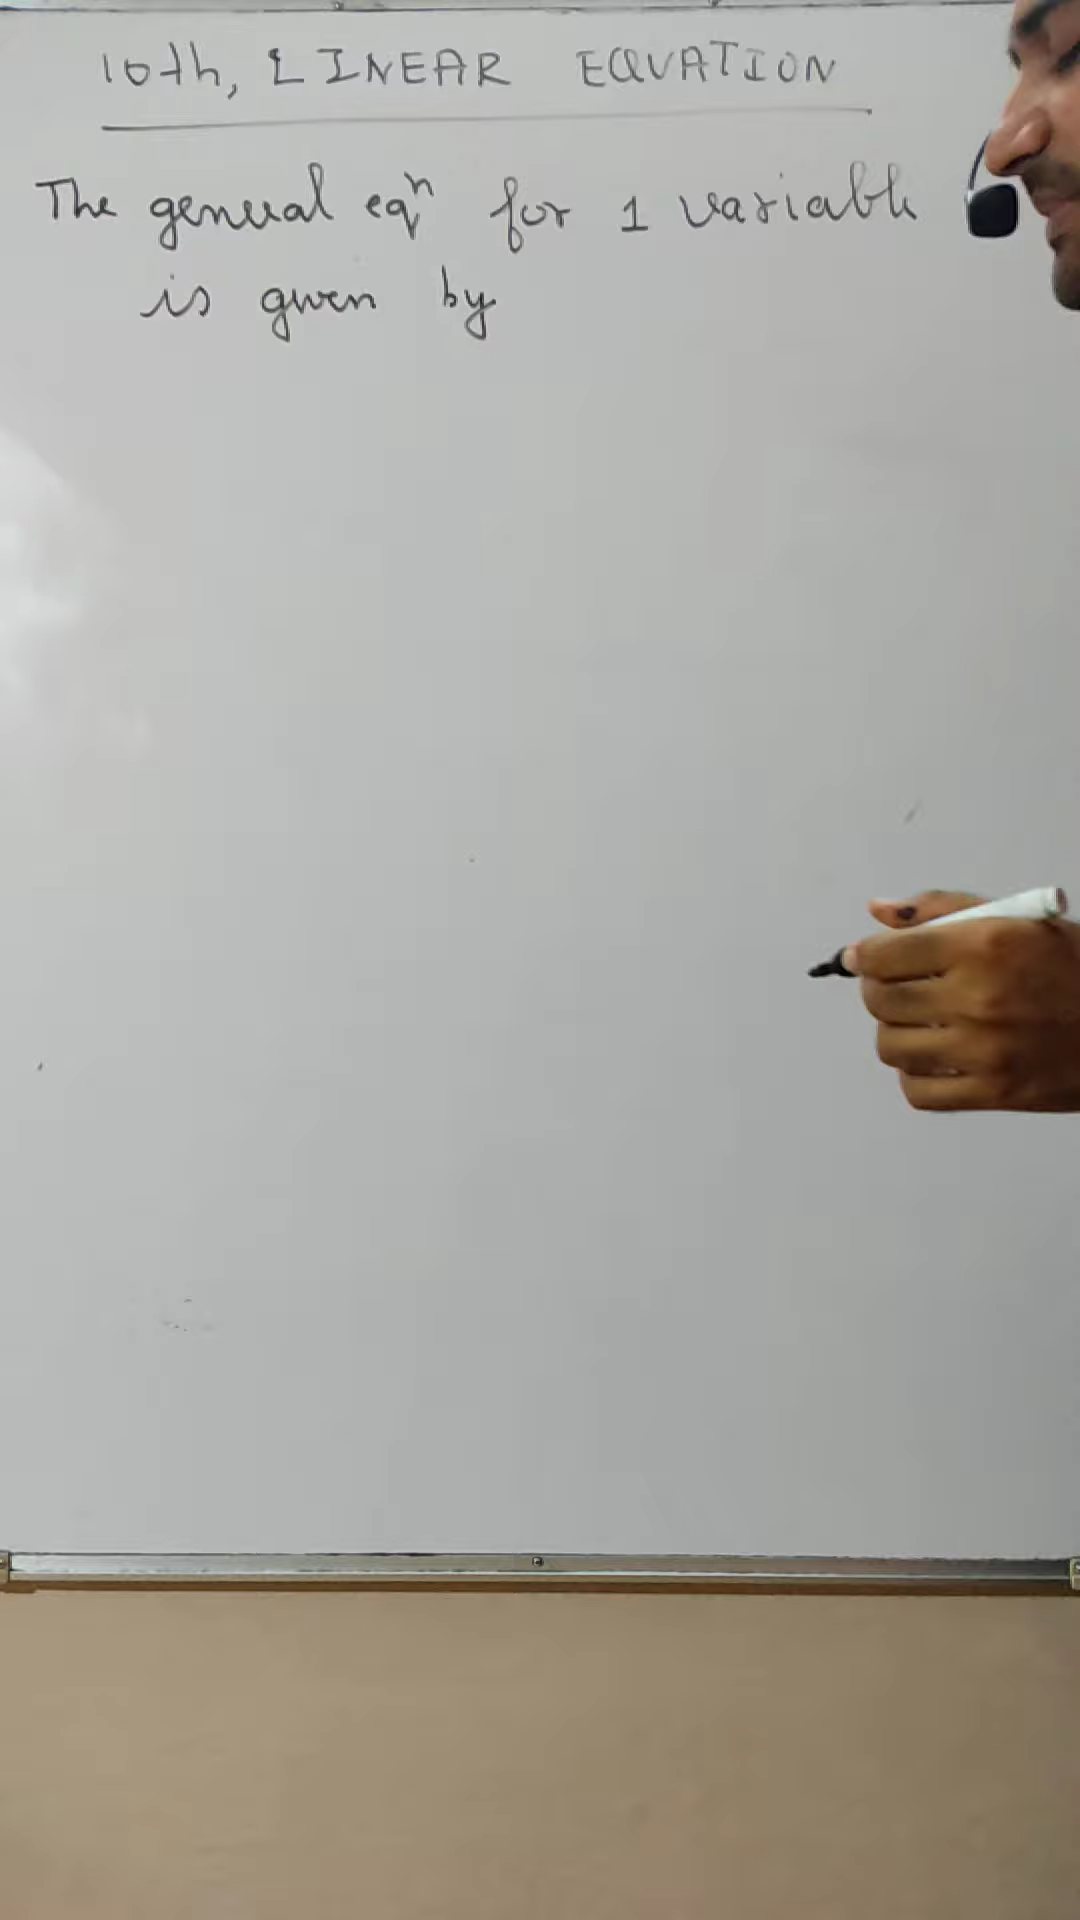 10th, LINEAR EQUATION
The general eqⁿ for 1 variable
is given by